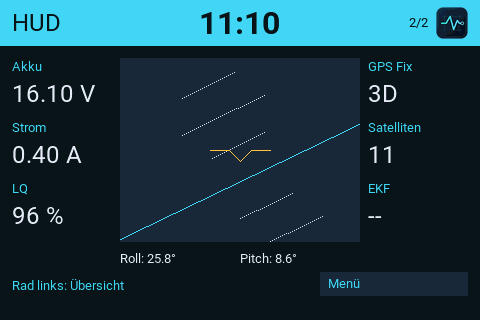 HUD
11:10
2/2
Akku
16.10 V
Strom
0.40 A
LQ
96 %
GPS Fix
3D
Satelliten
11
EKF
--
Roll: 25.8°
Pitch: 8.6°
Rad links: Übersicht
Menü